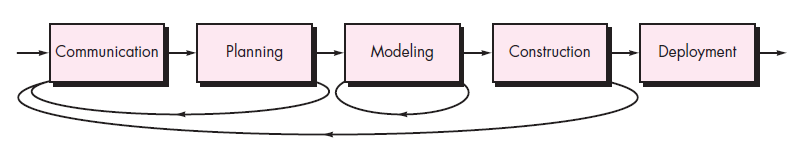 Communication
Planning
Modeling
Construction
Deployment